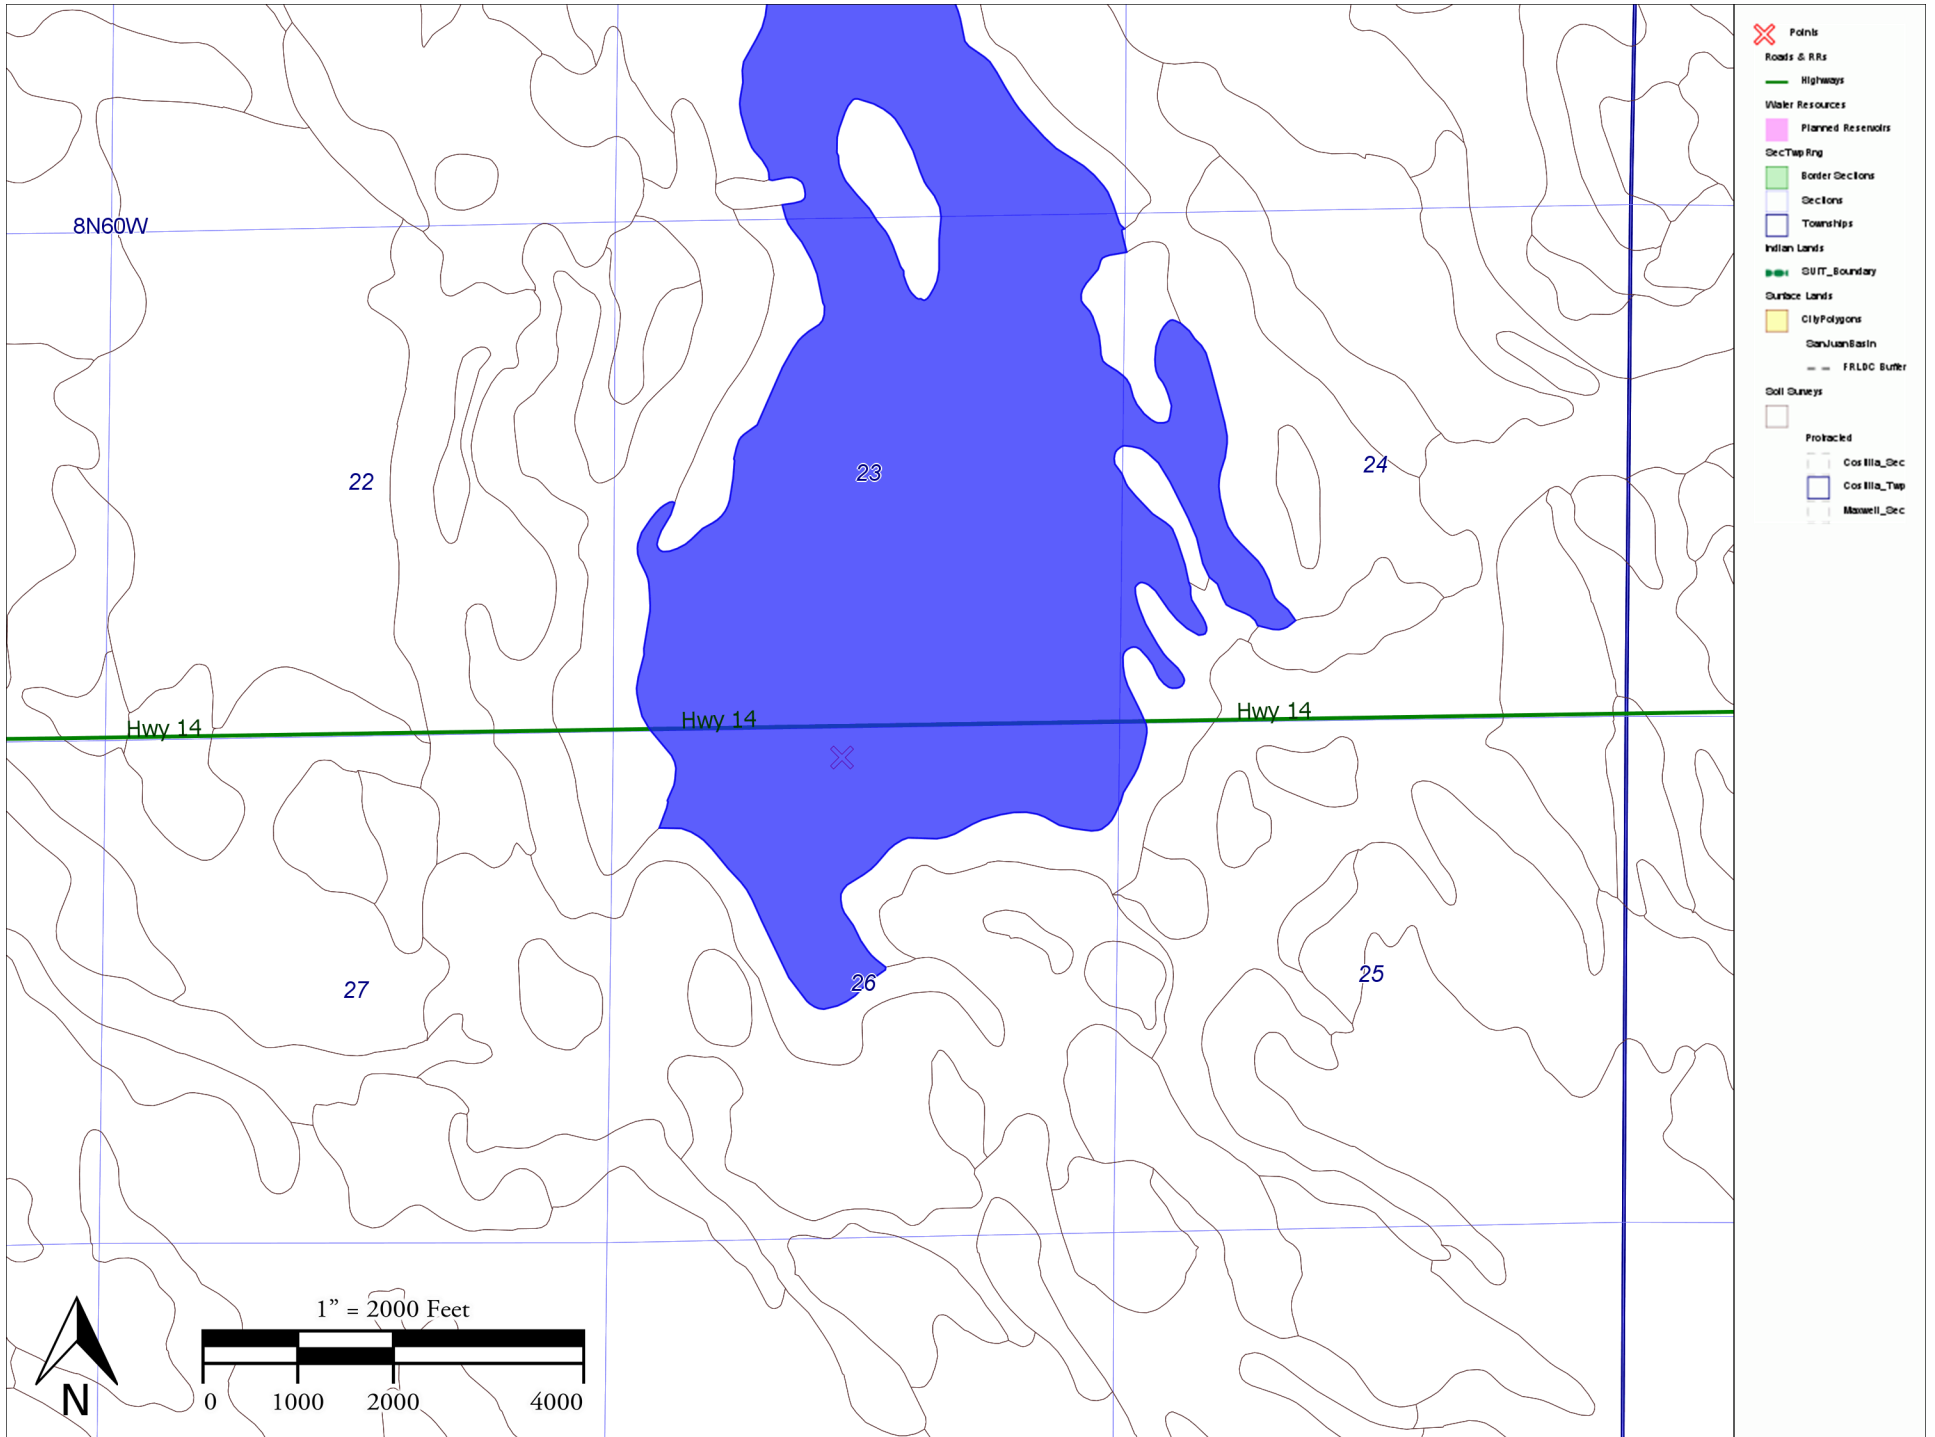 8N60W
22
23
24
Hwy 14
Hwy 14
Hwy 14
27
26
25
1” = 2000 Feet
0 1000 2000 4000
N
Points
Roads & RRs
Highways
Water Resources
Planned Reservoirs
SecTwpRng
Border Sections
Sections
Townships
Indian Lands
SUIT_Boundary
Surface Lands
CityPolygons
SanJuanBasin
FRLDC Buffer
Soil Surveys
Protracted
Costilla_Sec
Costilla_Twp
Maxwell_Sec